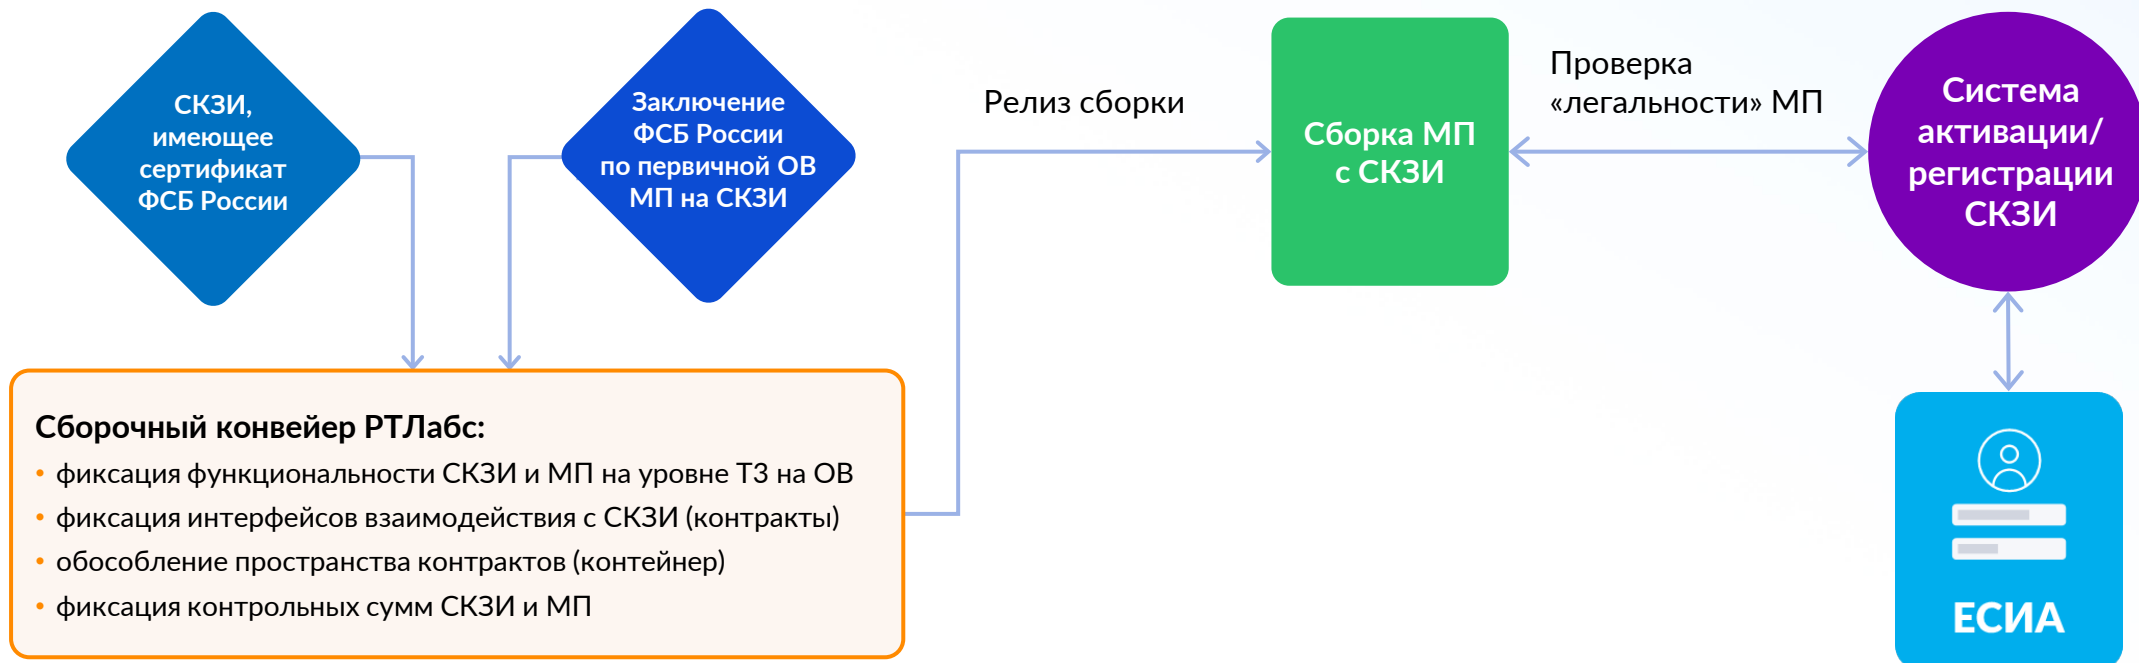 СКЗИ,
имеющее
сертификат
ФСБ России
Заключение
ФСБ России
по первичной ОВ
МП на СКЗИ
Релиз сборки
Сборка МП
с СКЗИ
Проверка
«легальности» МП
Система
активации/
регистрации
СКЗИ
Сборочный конвейер РТЛабс:
• фиксация функциональности СКЗИ и МП на уровне ТЗ на ОВ
• фиксация интерфейсов взаимодействия с СКЗИ (контракты)
• обособление пространства контрактов (контейнер)
• фиксация контрольных сумм СКЗИ и МП
ЕСИА